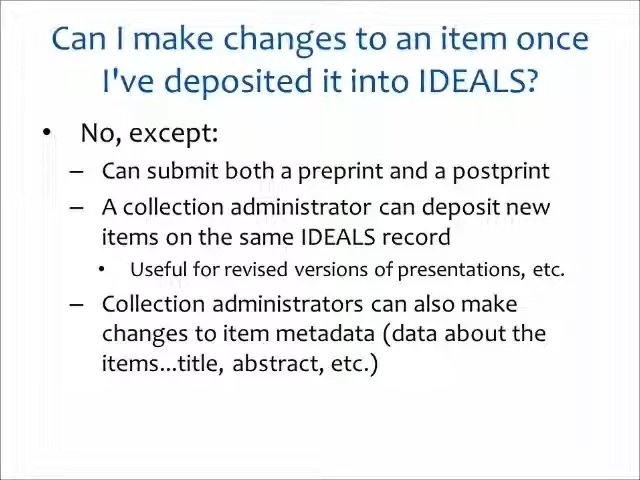 Can I make changes to an item once
I've deposited it into IDEALS?
• No, except:
– Can submit both a preprint and a postprint
– A collection administrator can deposit new
items on the same IDEALS record
• Useful for revised versions of presentations, etc.
– Collection administrators can also make
changes to item metadata (data about the
items...title, abstract, etc.)